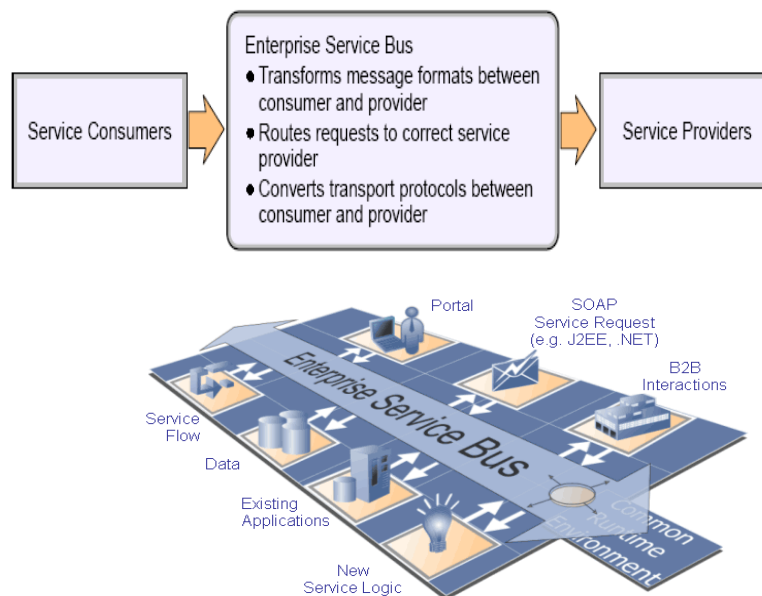 Enterprise Service Bus
● Transforms message formats between
consumer and provider
● Routes requests to correct service
provider
● Converts transport protocols between
consumer and provider
Service Consumers
Service Providers
Portal
SOAP
Service Request
(e.g. J2EE, .NET)
B2B
Interactions
Enterprise Service Bus
Service
Flow
Data
Existing
Applications
New
Service Logic
Common
Runtime
Environment